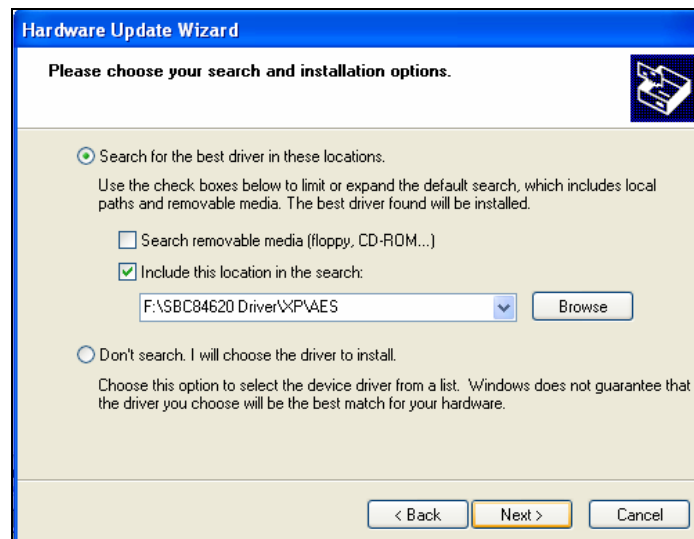 Hardware Update Wizard
Please choose your search and installation options.
Search for the best driver in these locations.
Use the check boxes below to limit or expand the default search, which includes local
paths and removable media. The best driver found will be installed.
Search removable media (floppy, CD-ROM...)
Include this location in the search:
F:\SBC84620 Driver\XP\AES
Browse
Don't search. I will choose the driver to install.
Choose this option to select the device driver from a list. Windows does not guarantee that
the driver you choose will be the best match for your hardware.
< Back
Next >
Cancel